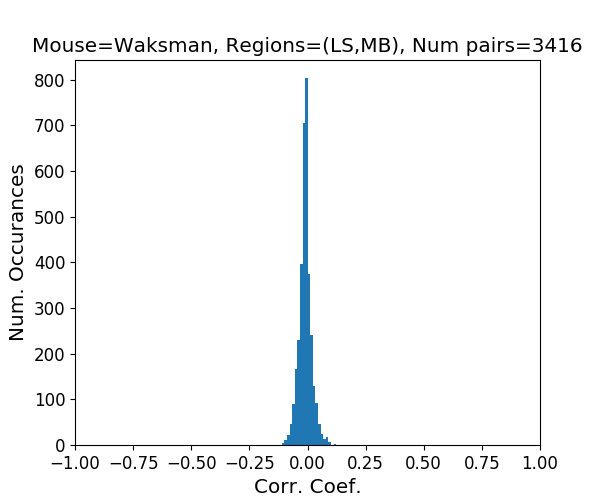 Mouse=Waksman, Regions=(LS,MB), Num pairs=3416
Num. Occurances
800
700
600
500
400
300
200
100
0
−1.00 −0.75 −0.50 −0.25 0.00 0.25 0.50 0.75 1.00
Corr. Coef.